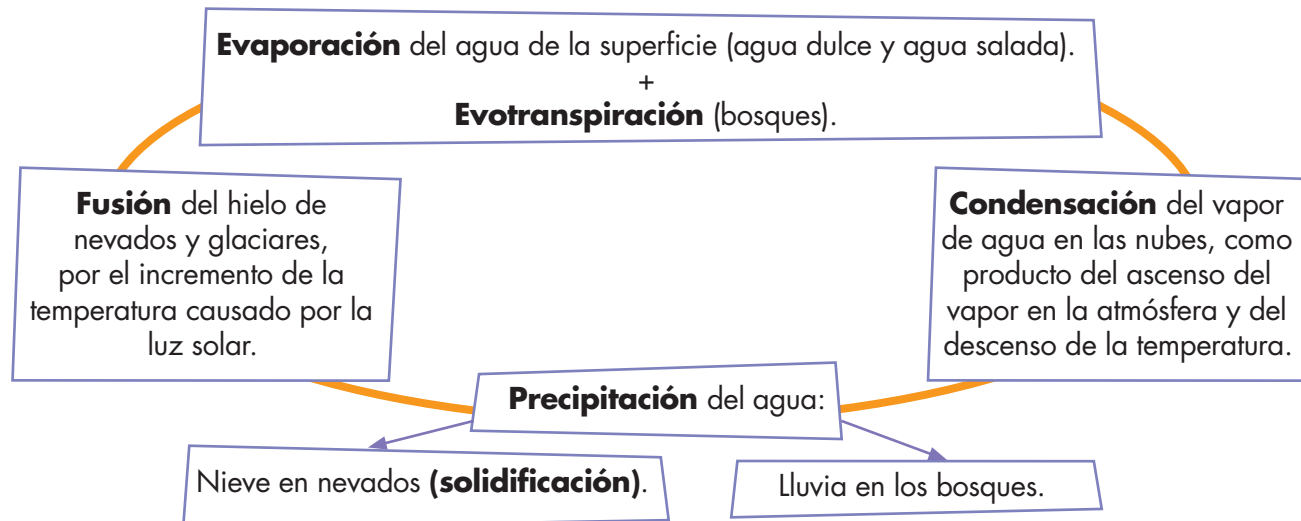 Evaporación del agua de la superficie (agua dulce y agua salada).
+
Evotranspiración (bosques).
Fusión del hielo de
nevados y glaciares,
por el incremento de la
temperatura causado por la
luz solar.
Condensación del vapor
de agua en las nubes, como
producto del ascenso del
vapor en la atmósfera y del
descenso de la temperatura.
Precipitación del agua:
Nieve en nevados (solidificación).
Lluvia en los bosques.